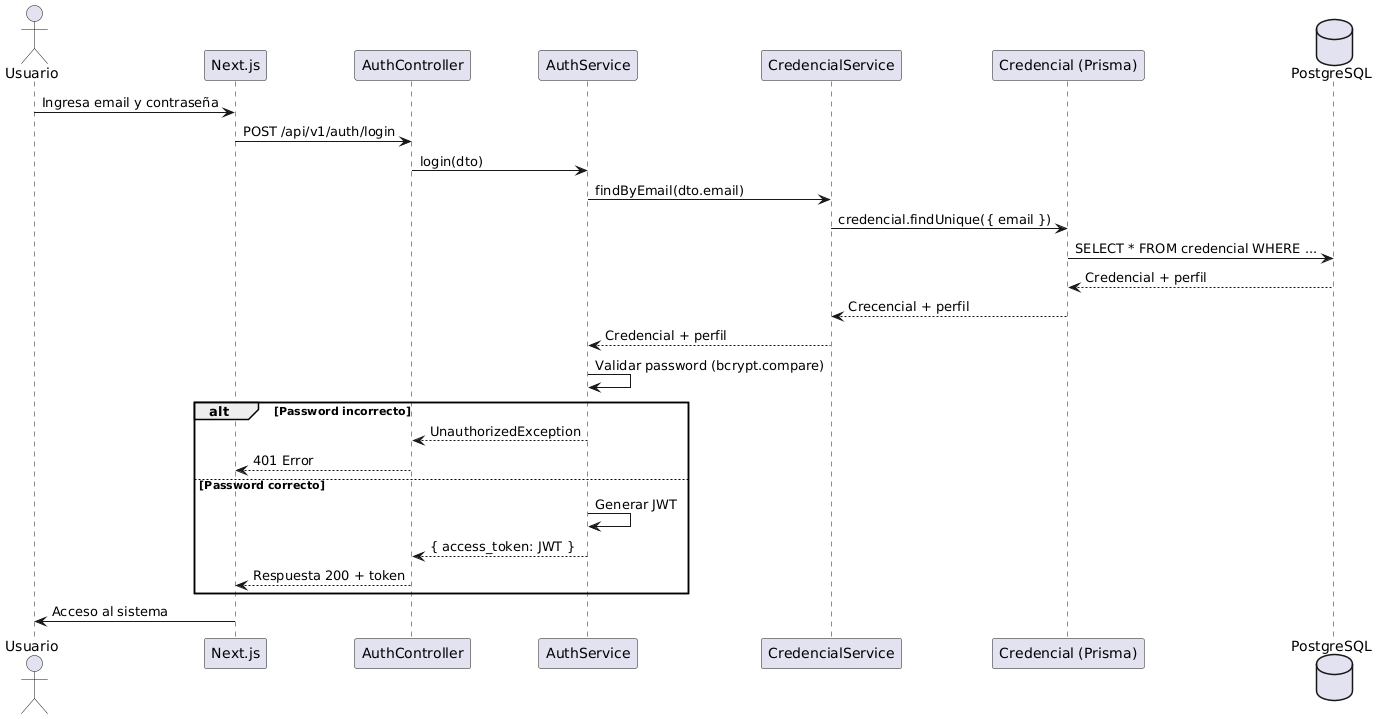 Usuario
Next.js
AuthController
AuthService
CredencialService
Credencial (Prisma)
PostgreSQL
Ingresa email y contraseña
POST /api/v1/auth/login
login(dto)
findByEmail(dto.email)
credencial.findUnique({ email })
SELECT * FROM credencial WHERE ...
Credencial + perfil
Crecencial + perfil
Credencial + perfil
Validar password (bcrypt.compare)
alt [Password incorrecto]
UnauthorizedException
401 Error
[Password correcto]
Generar JWT
{ access_token: JWT }
Respuesta 200 + token
Acceso al sistema
Usuario
Next.js
AuthController
AuthService
CredencialService
Credencial (Prisma)
PostgreSQL